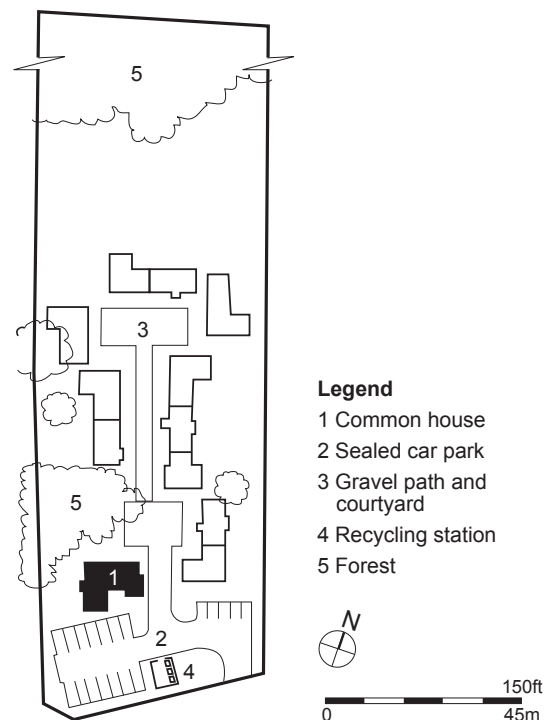 5
3
5
1
2
4
Legend
1 Common house
2 Sealed car park
3 Gravel path and
courtyard
4 Recycling station
5 Forest
N
150ft
0
45m